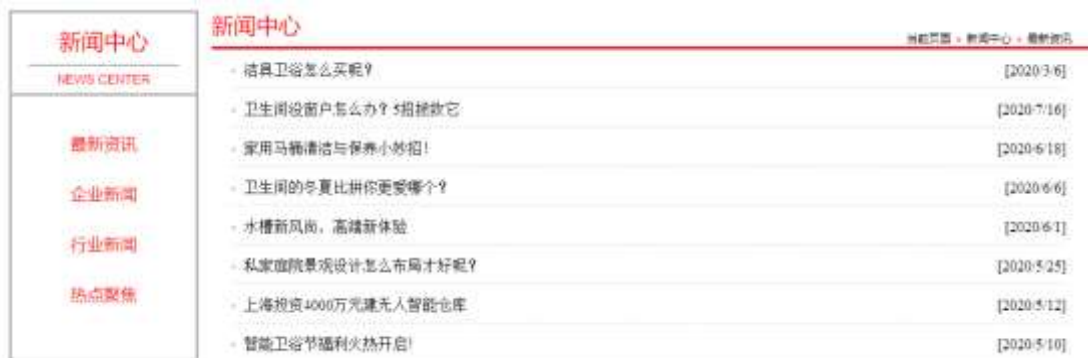 新闻中心
NEWS CENTER
最新资讯
企业新闻
行业新闻
热点聚焦
新闻中心
当前页面 > 新闻中心 > 最新资讯
洁具卫浴怎么买呢？ [2020/3/6]
卫生间没窗户怎么办？5招拯救它 [2020/7/16]
家用马桶清洁与保养小妙招！ [2020/6/18]
卫生间的冬夏比拼你更爱哪个？ [2020/6/6]
水槽新风尚，高端新体验 [2020/6/1]
私家庭院景观设计怎么布局才好呢？ [2020/5/25]
上海投资4000万元建无人智能仓库 [2020/5/12]
智能卫浴节福利火热开启！ [2020/5/10]